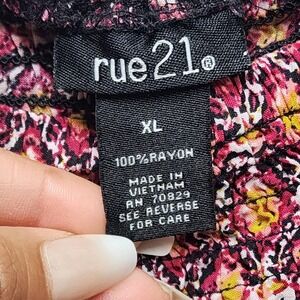 rue21®
XL
100% RAYON
MADE IN
VIETNAM
RN 70829
SEE REVERSE
FOR CARE